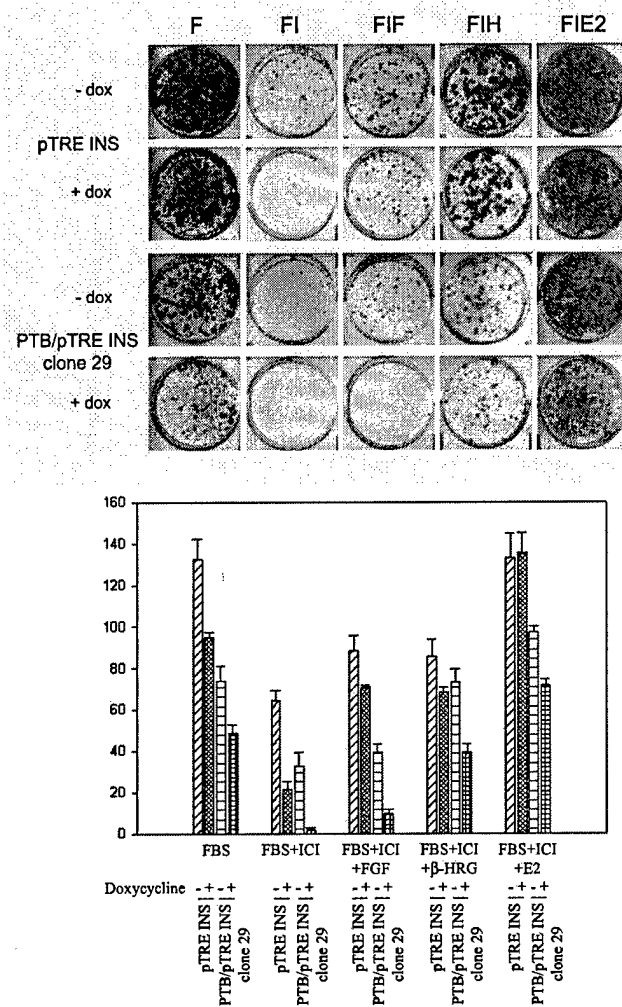 F FI FIF FIH FIE2
- dox
pTRE INS
+ dox
- dox
PTB/pTRE INS
clone 29
+ dox
160
140
120
100
80
60
40
20
0
FBS FBS+ICI FBS+ICI FBS+ICI FBS+ICI
+FGF +β-HRG +E2
Doxycycline - + - + - + - + - + - + - + - + - + - +
pTRE INS
PTB/pTRE INS
clone 29
pTRE INS
PTB/pTRE INS
clone 29
pTRE INS
PTB/pTRE INS
clone 29
pTRE INS
PTB/pTRE INS
clone 29
pTRE INS
PTB/pTRE INS
clone 29